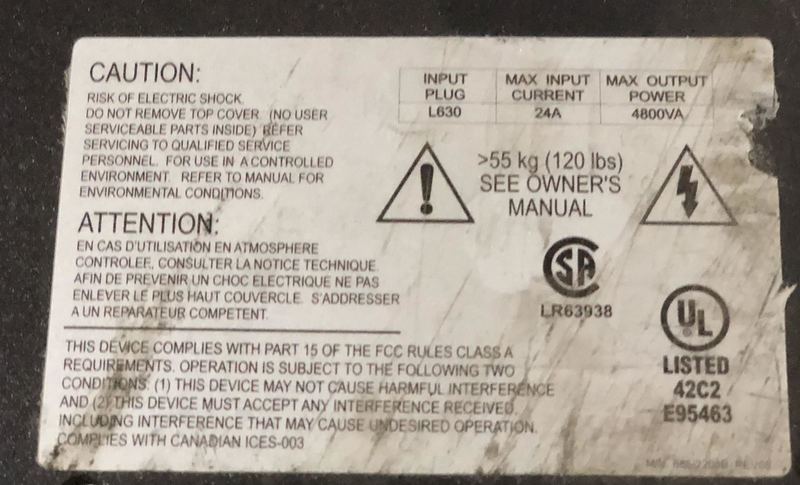 CAUTION:
RISK OF ELECTRIC SHOCK.
DO NOT REMOVE TOP COVER. (NO USER
SERVICEABLE PARTS INSIDE) REFER
SERVICING TO QUALIFIED SERVICE
PERSONNEL. FOR USE IN A CONTROLLED
ENVIRONMENT. REFER TO MANUAL FOR
ENVIRONMENTAL CONDITIONS.
ATTENTION:
EN CAS D'UTILISATION EN ATMOSPHERE
CONTROLEE, CONSULTER LA NOTICE TECHNIQUE.
AFIN DE PREVENIR UN CHOC ELECTRIQUE NE PAS
ENLEVER LE PLUS HAUT COUVERCLE. S'ADDRESSER
A UN REPARATEUR COMPETENT.
INPUT PLUG MAX INPUT CURRENT MAX OUTPUT POWER
L630 24A 4800VA
>55 kg (120 lbs)
SEE OWNER'S
MANUAL
SA
LR63938
UL
LISTED
42C2
E95463
THIS DEVICE COMPLIES WITH PART 15 OF THE FCC RULES CLASS A
REQUIREMENTS. OPERATION IS SUBJECT TO THE FOLLOWING TWO
CONDITIONS: (1) THIS DEVICE MAY NOT CAUSE HARMFUL INTERFERENCE
AND (2) THIS DEVICE MUST ACCEPT ANY INTERFERENCE RECEIVED,
INCLUDING INTERFERENCE THAT MAY CAUSE UNDESIRED OPERATION.
COMPLIES WITH CANADIAN ICES-003